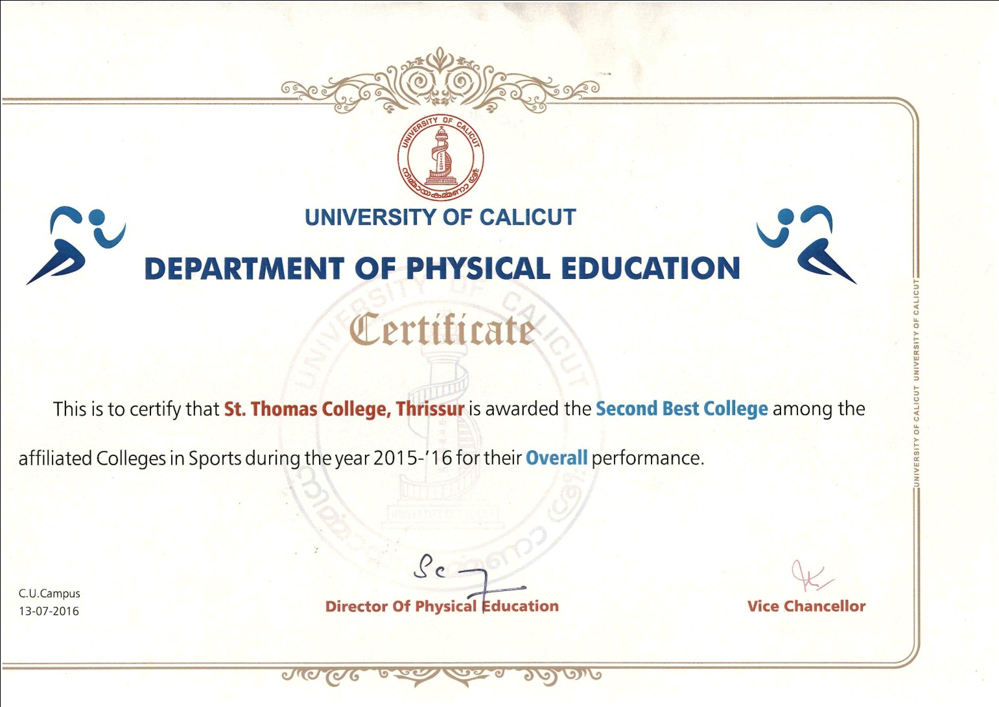 UNIVERSITY OF CALICUT
നിർമ്മായകർമ്മണാ ശ്രീഃ
UNIVERSITY OF CALICUT
DEPARTMENT OF PHYSICAL EDUCATION
Certificate
This is to certify that St. Thomas College, Thrissur is awarded the Second Best College among the
affiliated Colleges in Sports during the year 2015-'16 for their Overall performance.
C.U.Campus
13-07-2016
Director Of Physical Education
Vice Chancellor
UNIVERSITY OF CALICUT UNIVERSITY OF CALICUT